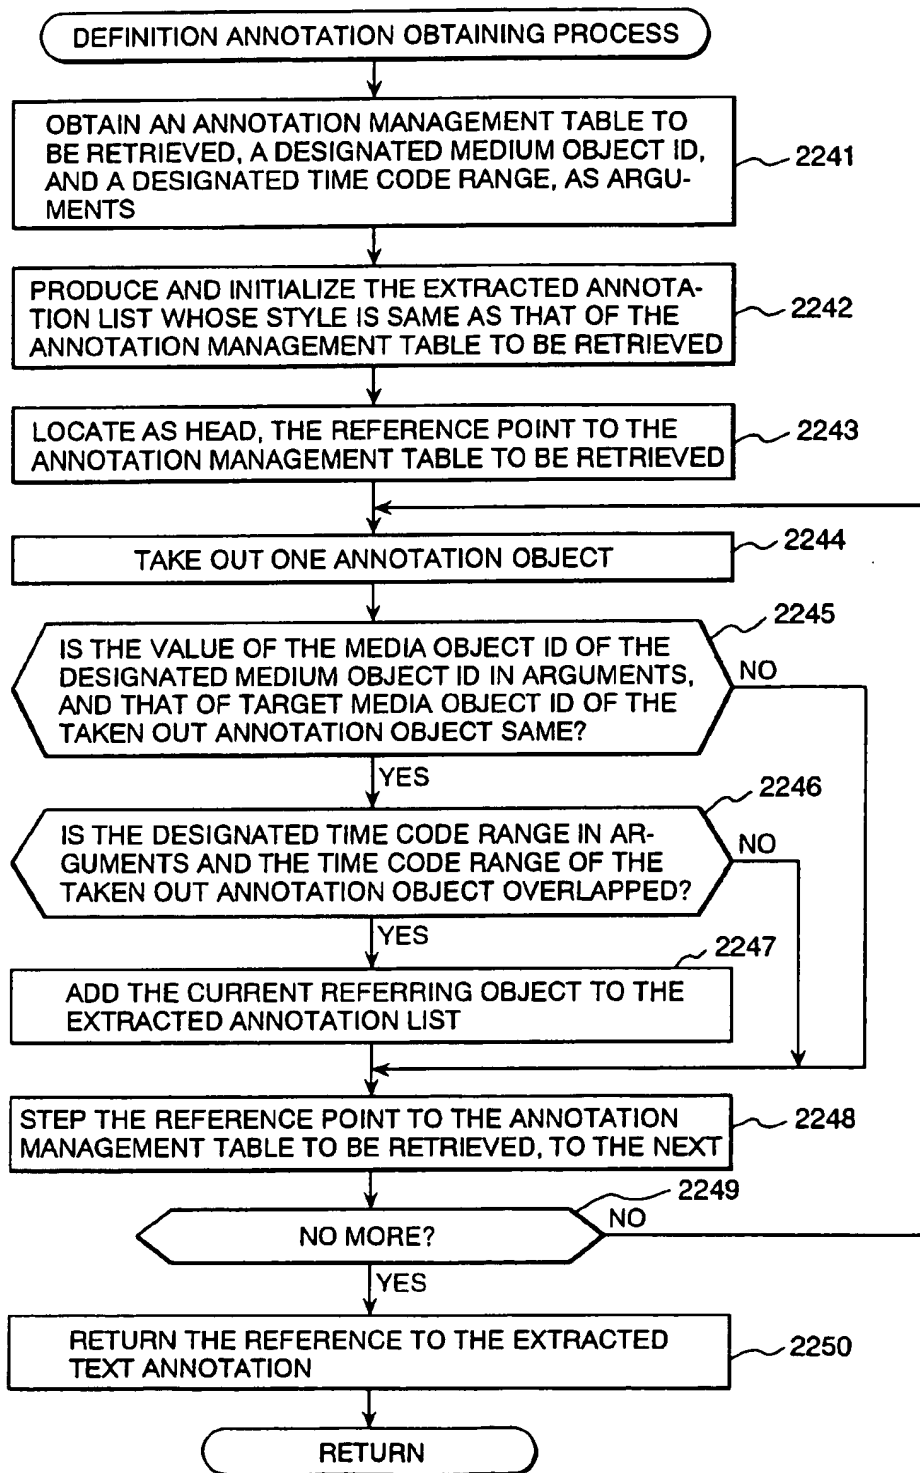 DEFINITION ANNOTATION OBTAINING PROCESS
OBTAIN AN ANNOTATION MANAGEMENT TABLE TO
BE RETRIEVED, A DESIGNATED MEDIUM OBJECT ID,
AND A DESIGNATED TIME CODE RANGE, AS ARGU-
MENTS
2241
PRODUCE AND INITIALIZE THE EXTRACTED ANNOTA-
TION LIST WHOSE STYLE IS SAME AS THAT OF THE
ANNOTATION MANAGEMENT TABLE TO BE RETRIEVED
2242
LOCATE AS HEAD, THE REFERENCE POINT TO THE
ANNOTATION MANAGEMENT TABLE TO BE RETRIEVED
2243
TAKE OUT ONE ANNOTATION OBJECT
2244
2245
IS THE VALUE OF THE MEDIA OBJECT ID OF THE
DESIGNATED MEDIUM OBJECT ID IN ARGUMENTS,
AND THAT OF TARGET MEDIA OBJECT ID OF THE
TAKEN OUT ANNOTATION OBJECT SAME?
NO
YES
2246
IS THE DESIGNATED TIME CODE RANGE IN AR-
GUMENTS AND THE TIME CODE RANGE OF THE
TAKEN OUT ANNOTATION OBJECT OVERLAPPED?
NO
YES
2247
ADD THE CURRENT REFERRING OBJECT TO THE
EXTRACTED ANNOTATION LIST
STEP THE REFERENCE POINT TO THE ANNOTATION
MANAGEMENT TABLE TO BE RETRIEVED, TO THE NEXT
2248
2249
NO MORE?
NO
YES
RETURN THE REFERENCE TO THE EXTRACTED
TEXT ANNOTATION
2250
RETURN